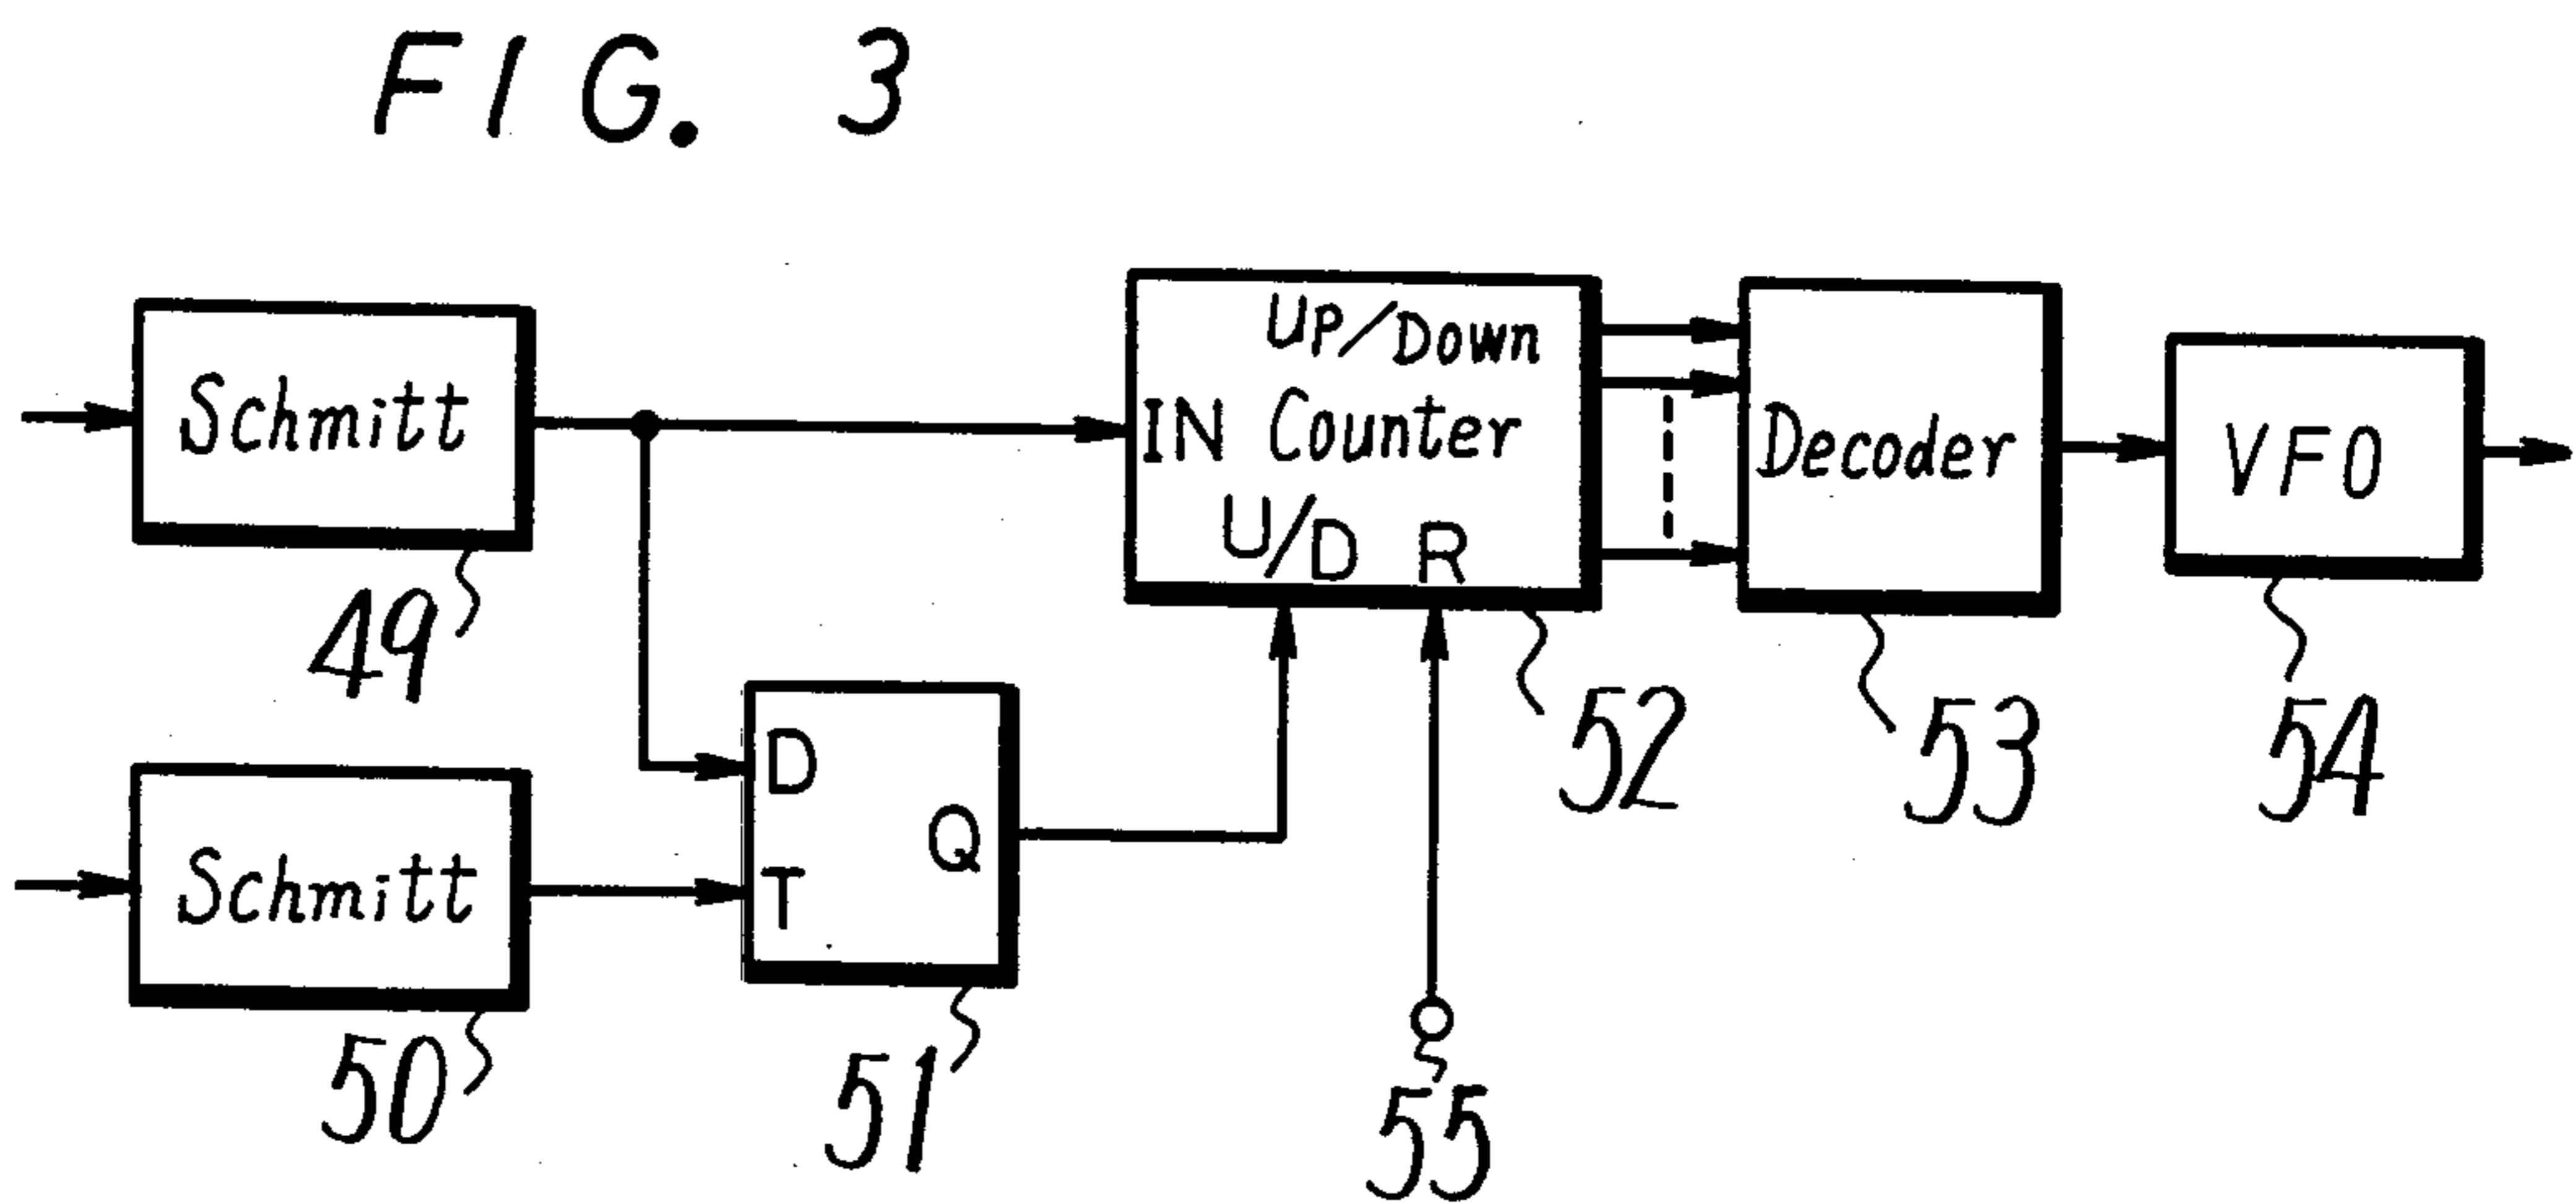 FIG. 3
Schmitt
49
Schmitt
50
D
T
Q
51
Up/Down
IN Counter
U/D R
52
Decoder
53
VFO
54
55